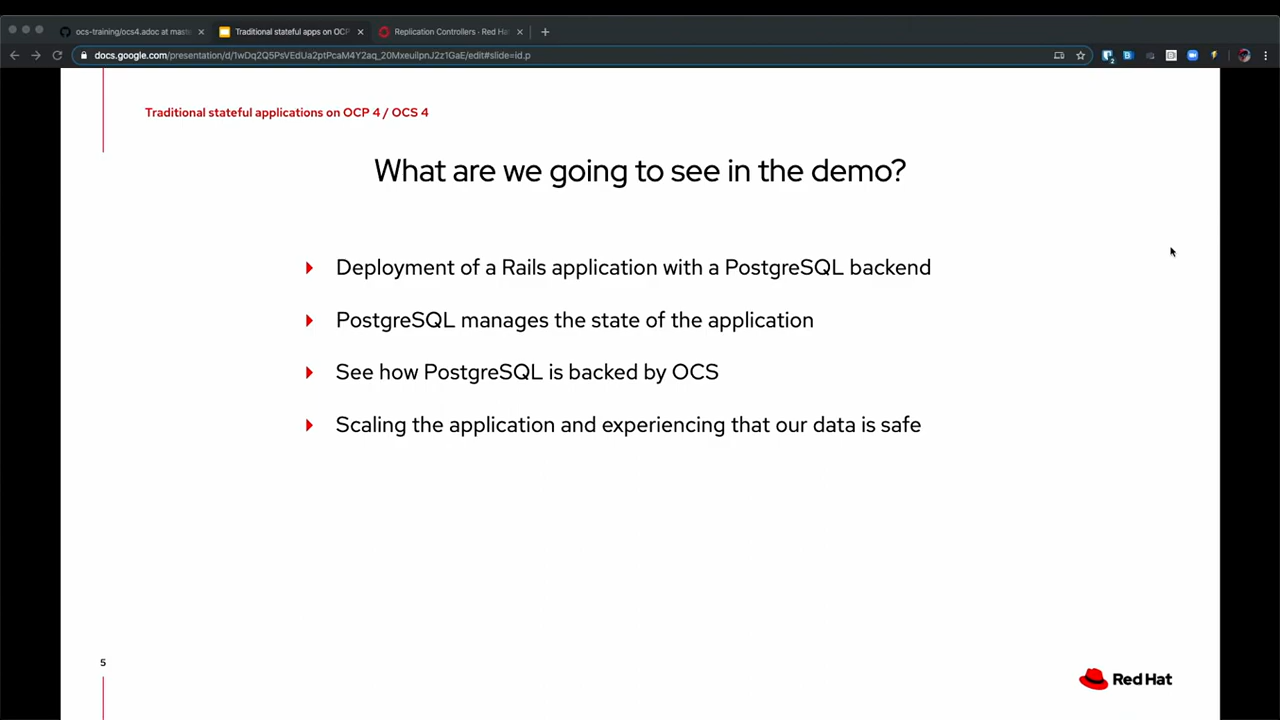 ocs-training/ocs4.adoc at mast
Traditional stateful apps on OCP
Replication Controllers - Red Ha
docs.google.com/presentation/d/1wDq2Q5PsVEdUa2ptPcaM4Y2aq_20MxeuilpnJ2z1GaE/edit#slide=id.p
Traditional stateful applications on OCP 4 / OCS 4
What are we going to see in the demo?
Deployment of a Rails application with a PostgreSQL backend
PostgreSQL manages the state of the application
See how PostgreSQL is backed by OCS
Scaling the application and experiencing that our data is safe
5
Red Hat